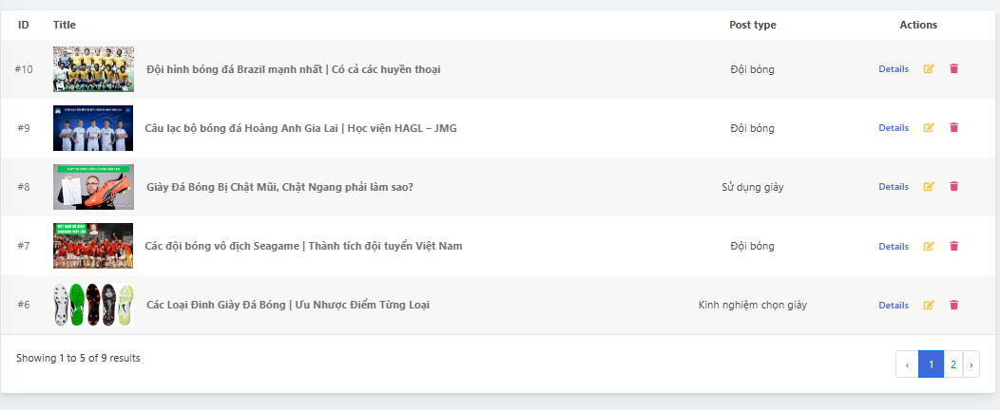 ID Title Post type Actions
#10 Đội hình bóng đá Brazil mạnh nhất | Có cả các huyền thoại Đội bóng Details
#9 Câu lạc bộ bóng đá Hoàng Anh Gia Lai | Học viện HAGL – JMG Đội bóng Details
#8 Giày Đá Bóng Bị Chật Mũi, Chật Ngang phải làm sao? Sử dụng giày Details
#7 Các đội bóng vô địch Seagame | Thành tích đội tuyển Việt Nam Đội bóng Details
#6 Các Loại Đinh Giày Đá Bóng | Ưu Nhược Điểm Từng Loại Kinh nghiệm chọn giày Details
Showing 1 to 5 of 9 results ‹ 1 2 ›